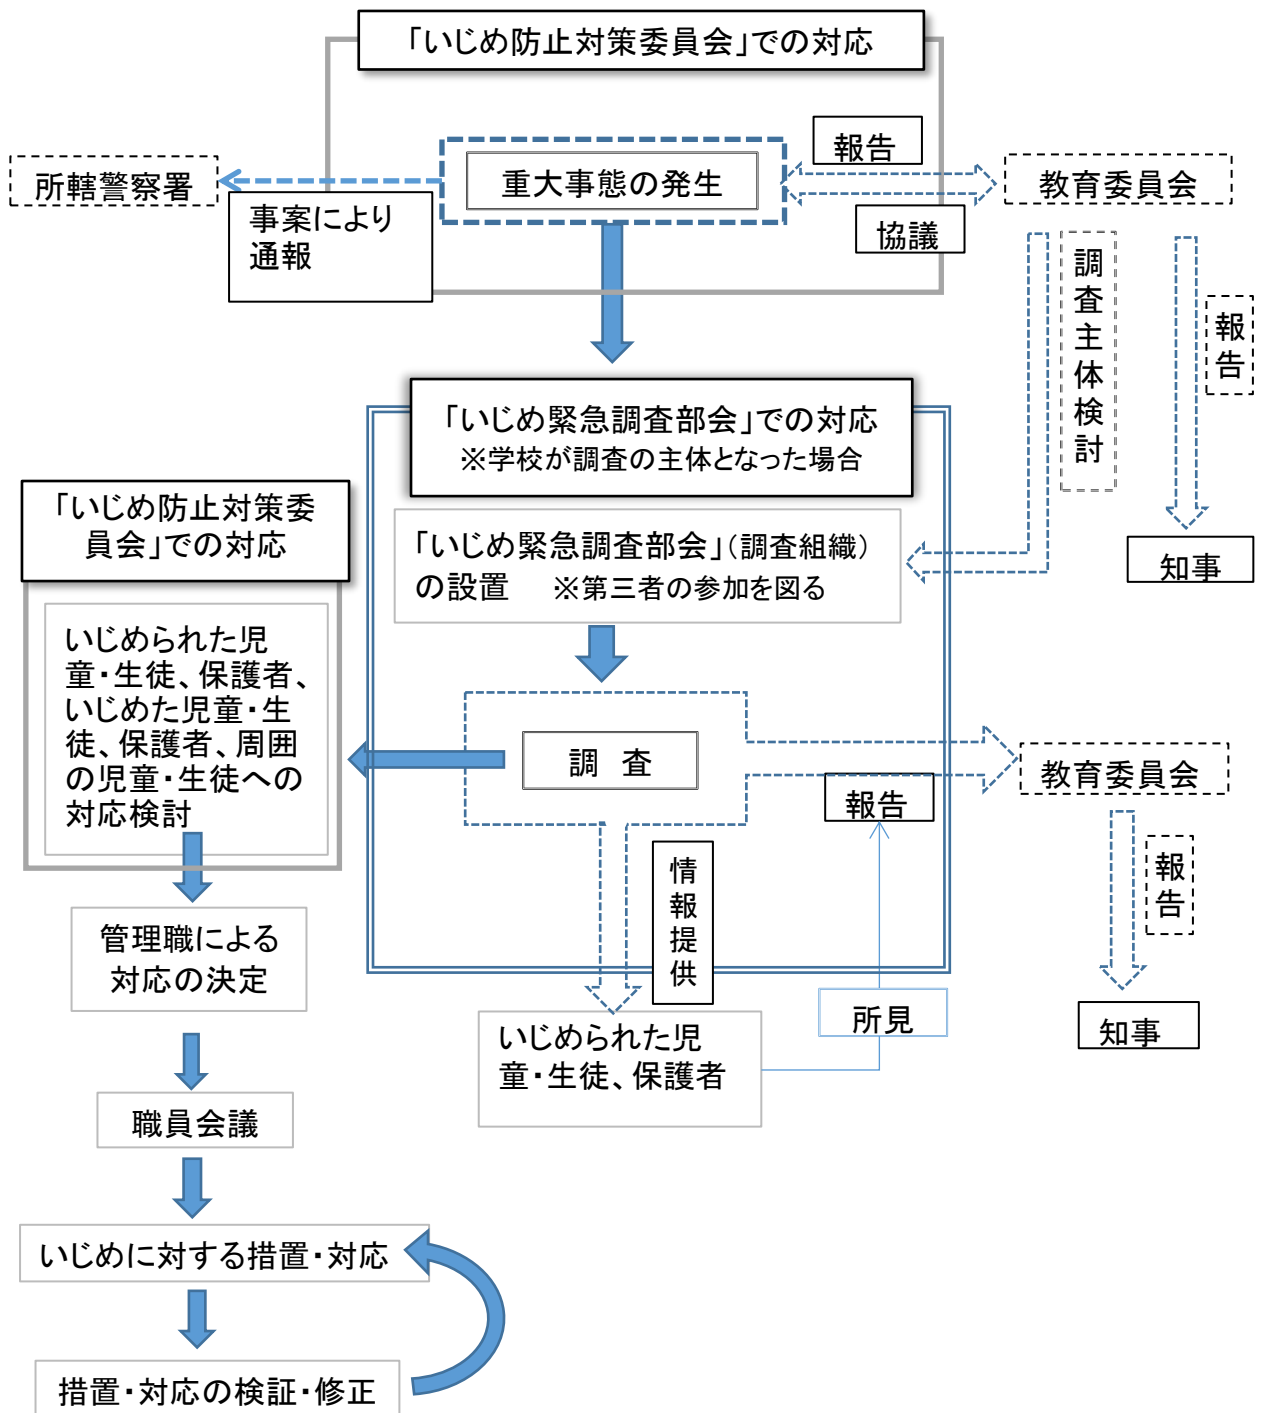 「いじめ防止対策委員会」での対応
報告
所轄警察署
重大事態の発生
教育委員会
事案により
通報
協議
調査主体検討
報告
「いじめ緊急調査部会」での対応
※学校が調査の主体となった場合
「いじめ防止対策委
員会」での対応
「いじめ緊急調査部会」（調査組織）
の設置　※第三者の参加を図る
知事
いじめられた児
童・生徒、保護者、
いじめた児童・生
徒、保護者、周囲
の児童・生徒への
対応検討
調　査
教育委員会
報告
情報提供
報告
管理職による
対応の決定
所見
知事
いじめられた児
童・生徒、保護者
職員会議
いじめに対する措置・対応
措置・対応の検証・修正